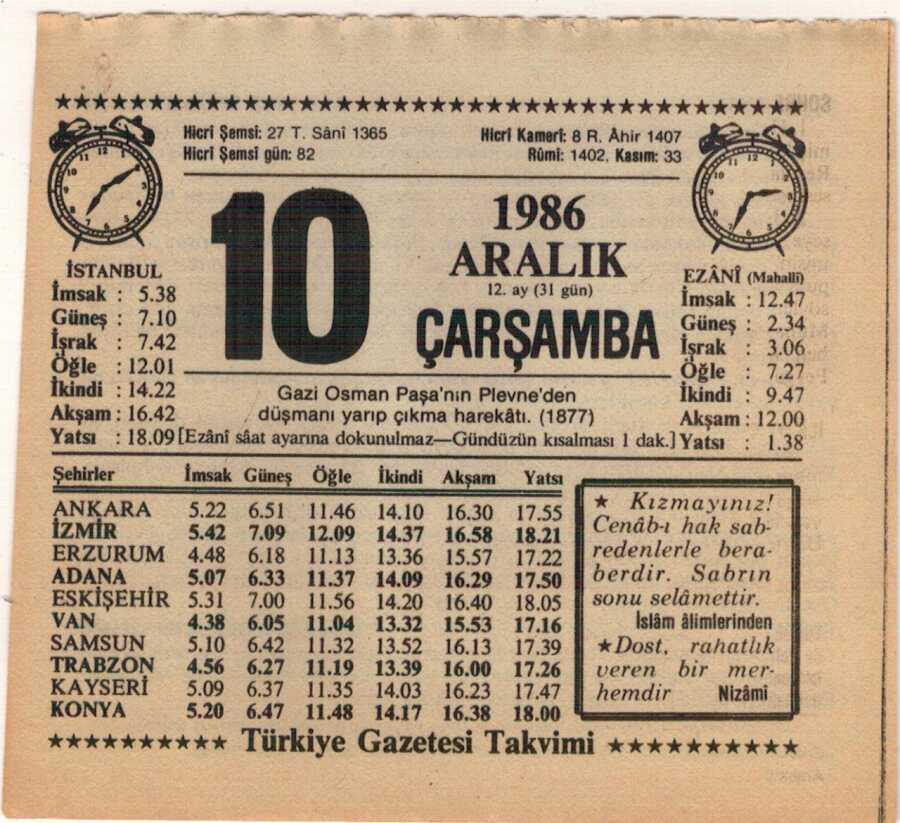 ★★★★★★★★★★★★★★★★★★★★★★★★★★★★★★★★★★★★★★★
Hicrî Şemsî: 27 T. Sânî 1365
Hicrî Şemsî gün: 82
Hicrî Kamerî: 8 R. Âhir 1407
Rûmi: 1402, Kasım: 33
10
1986
ARALIK
12. ay (31 gün)
ÇARŞAMBA
İSTANBUL
İmsak : 5.38
Güneş : 7.10
İşrak : 7.42
Öğle : 12.01
İkindi : 14.22
Akşam : 16.42
Yatsı : 18.09
EZÂNÎ (Mahallî)
İmsak : 12.47
Güneş : 2.34
İşrak : 3.06
Öğle : 7.27
İkindi : 9.47
Akşam : 12.00
Yatsı : 1.38
Gazi Osman Paşa'nın Plevne'den
düşmanı yarıp çıkma harekâtı. (1877)
[Ezânî sâat ayarına dokunulmaz—Gündüzün kısalması 1 dak.]
Şehirler İmsak Güneş Öğle İkindi Akşam Yatsı
ANKARA 5.22 6.51 11.46 14.10 16.30 17.55
İZMİR 5.42 7.09 12.09 14.37 16.58 18.21
ERZURUM 4.48 6.18 11.13 13.36 15.57 17.22
ADANA 5.07 6.33 11.37 14.09 16.29 17.50
ESKİŞEHİR 5.31 7.00 11.56 14.20 16.40 18.05
VAN 4.38 6.05 11.04 13.32 15.53 17.16
SAMSUN 5.10 6.42 11.32 13.52 16.13 17.39
TRABZON 4.56 6.27 11.19 13.39 16.00 17.26
KAYSERİ 5.09 6.37 11.35 14.03 16.23 17.47
KONYA 5.20 6.47 11.48 14.17 16.38 18.00
★ Kızmayınız!
Cenâb-ı hak sab-
redenlerle bera-
berdir. Sabrın
sonu selâmettir.
İslâm âlimlerinden
★Dost, rahatlık
veren bir mer-
hemdir Nizâmi
★★★★★★★★★★ Türkiye Gazetesi Takvimi ★★★★★★★★★★